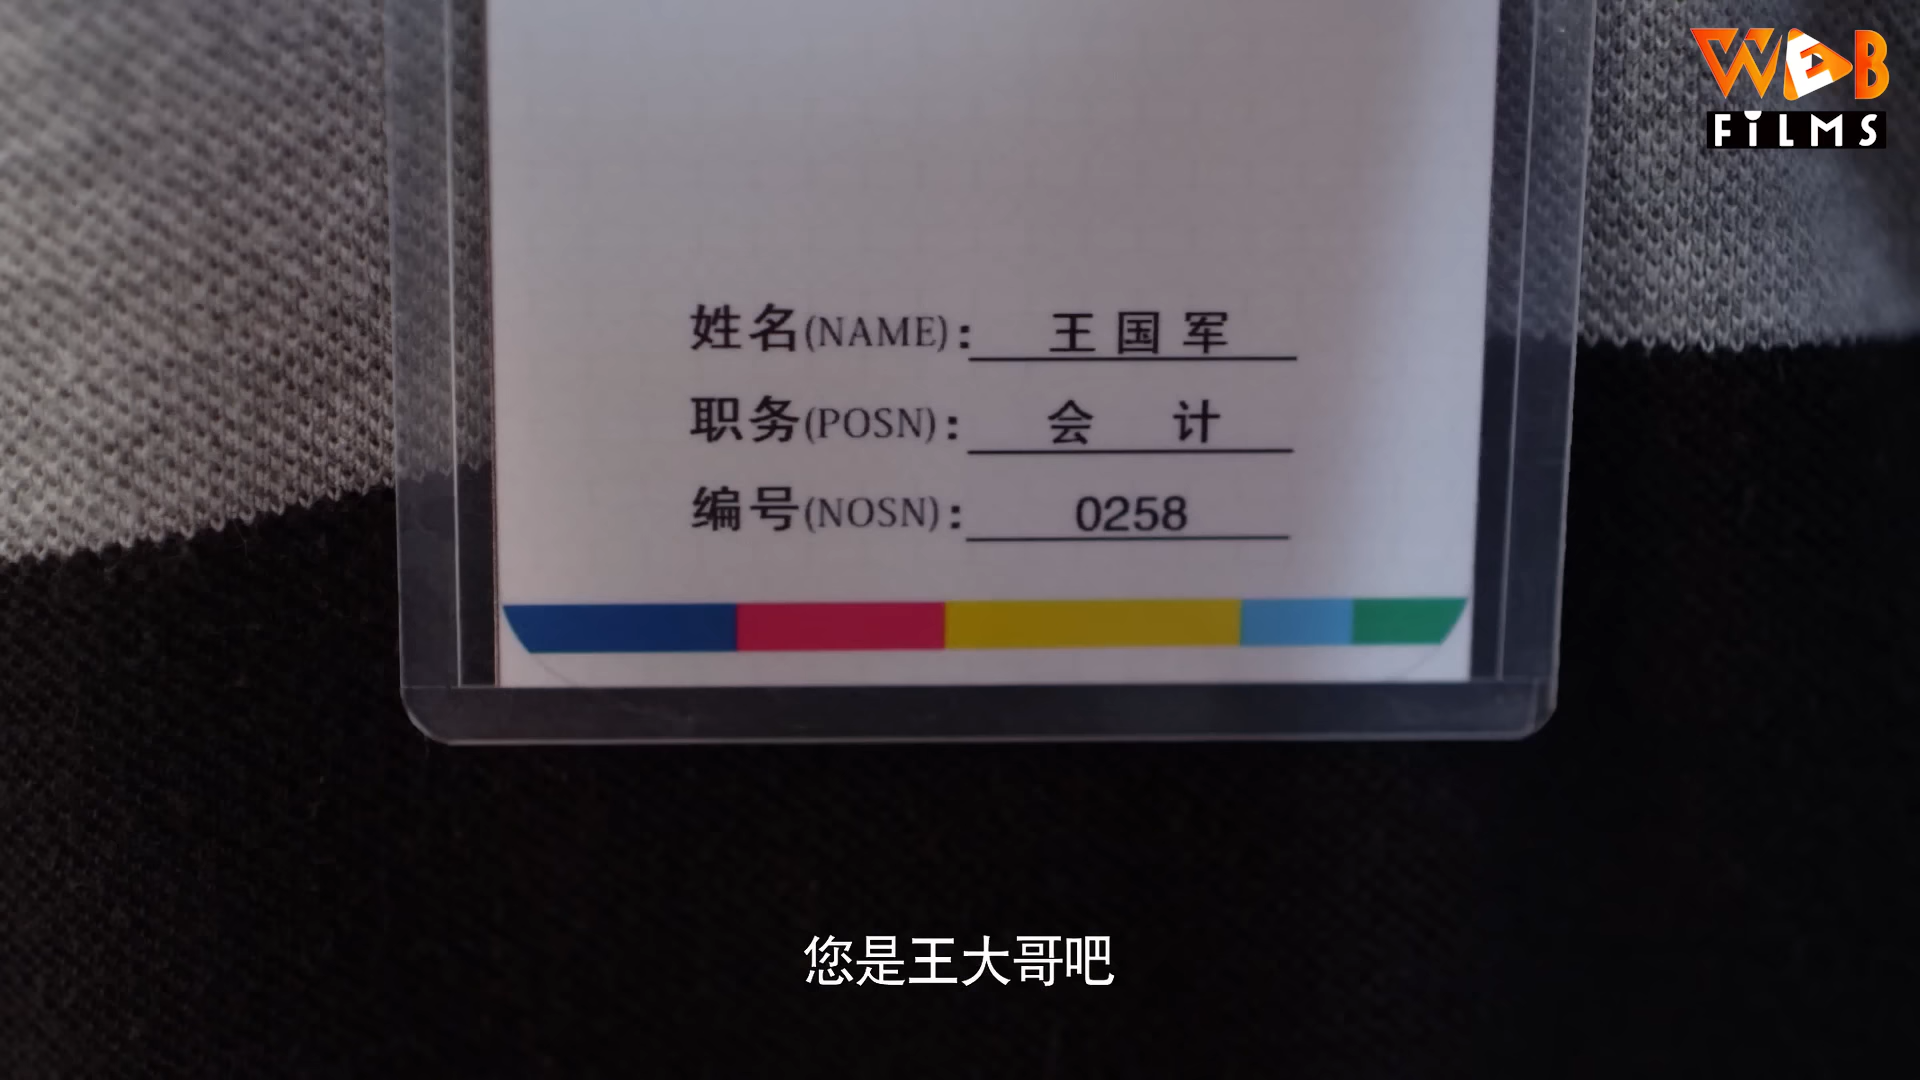 WEB
FiLMS
姓名(NAME)： 王国军
职务(POSN)： 会 计
编号(NOSN)： 0258
您是王大哥吧